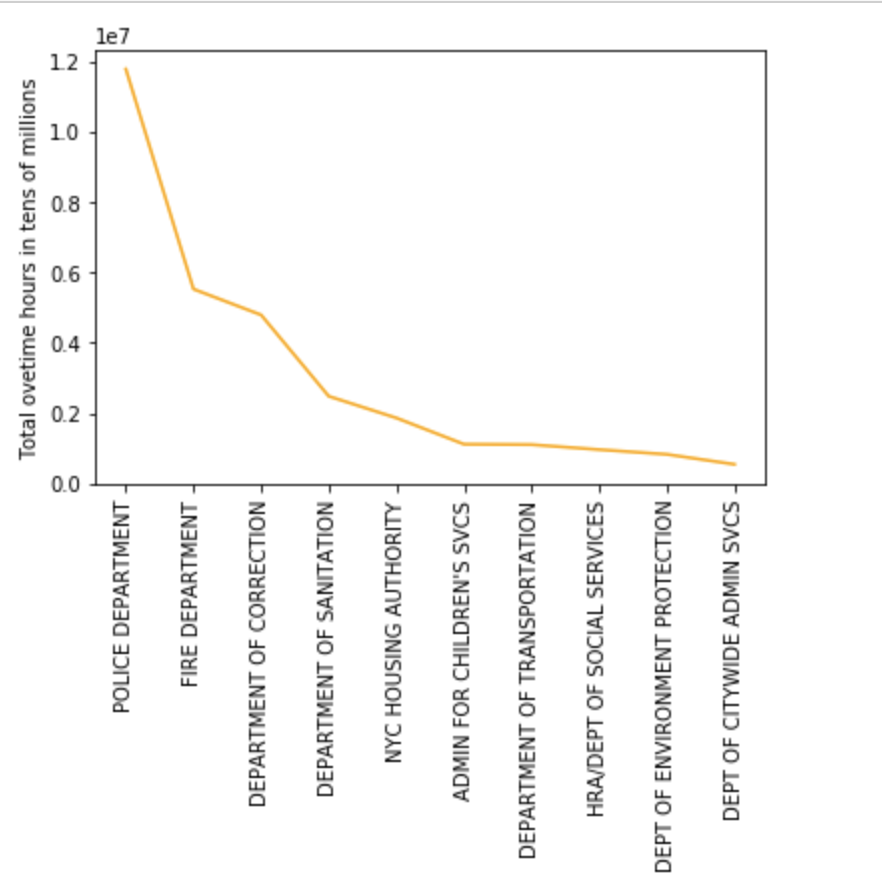 1e7
1.2
1.0
0.8
0.6
0.4
0.2
0.0
Total ovetime hours in tens of millions
POLICE DEPARTMENT
FIRE DEPARTMENT
DEPARTMENT OF CORRECTION
DEPARTMENT OF SANITATION
NYC HOUSING AUTHORITY
ADMIN FOR CHILDREN'S SVCS
DEPARTMENT OF TRANSPORTATION
HRA/DEPT OF SOCIAL SERVICES
DEPT OF ENVIRONMENT PROTECTION
DEPT OF CITYWIDE ADMIN SVCS